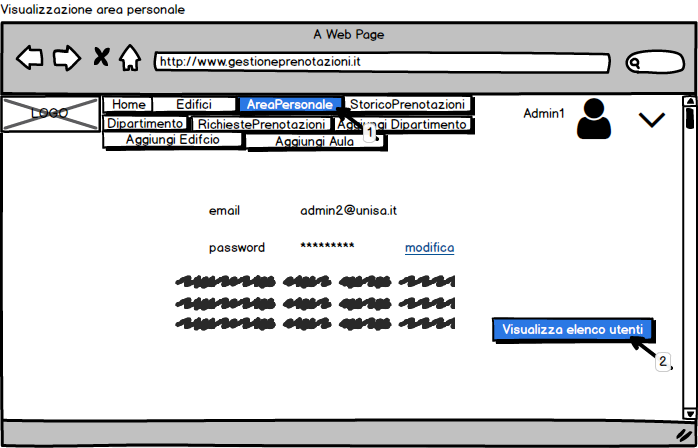 Visualizzazione area personale
A Web Page
http://www.gestioneprenotazioni.it
LOGO
Home Edifici AreaPersonale StoricoPrenotazioni
Admin1
Dipartimento RichiestePrenotazioni Aggiungi Dipartimento
1
Aggiungi Edifcio Aggiungi Aula
email admin2@unisa.it
password ********* modifica
Visualizza elenco utenti
2